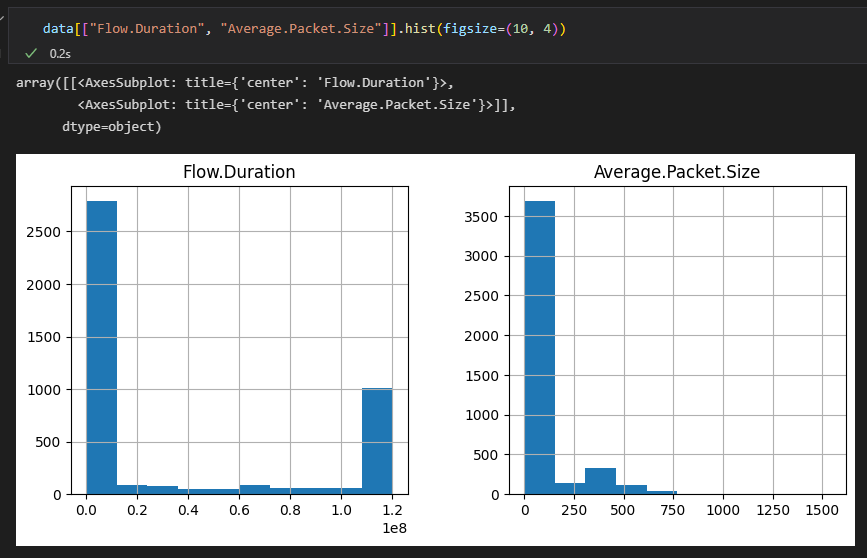 data[["Flow.Duration", "Average.Packet.Size"]].hist(figsize=(10, 4))
0.2s
array([[<AxesSubplot: title={'center': 'Flow.Duration'}>,
        <AxesSubplot: title={'center': 'Average.Packet.Size'}>]],
      dtype=object)
Flow.Duration
2500
2000
1500
1000
500
0
0.0 0.2 0.4 0.6 0.8 1.0 1.2
1e8
Average.Packet.Size
3500
3000
2500
2000
1500
1000
500
0
0 250 500 750 1000 1250 1500